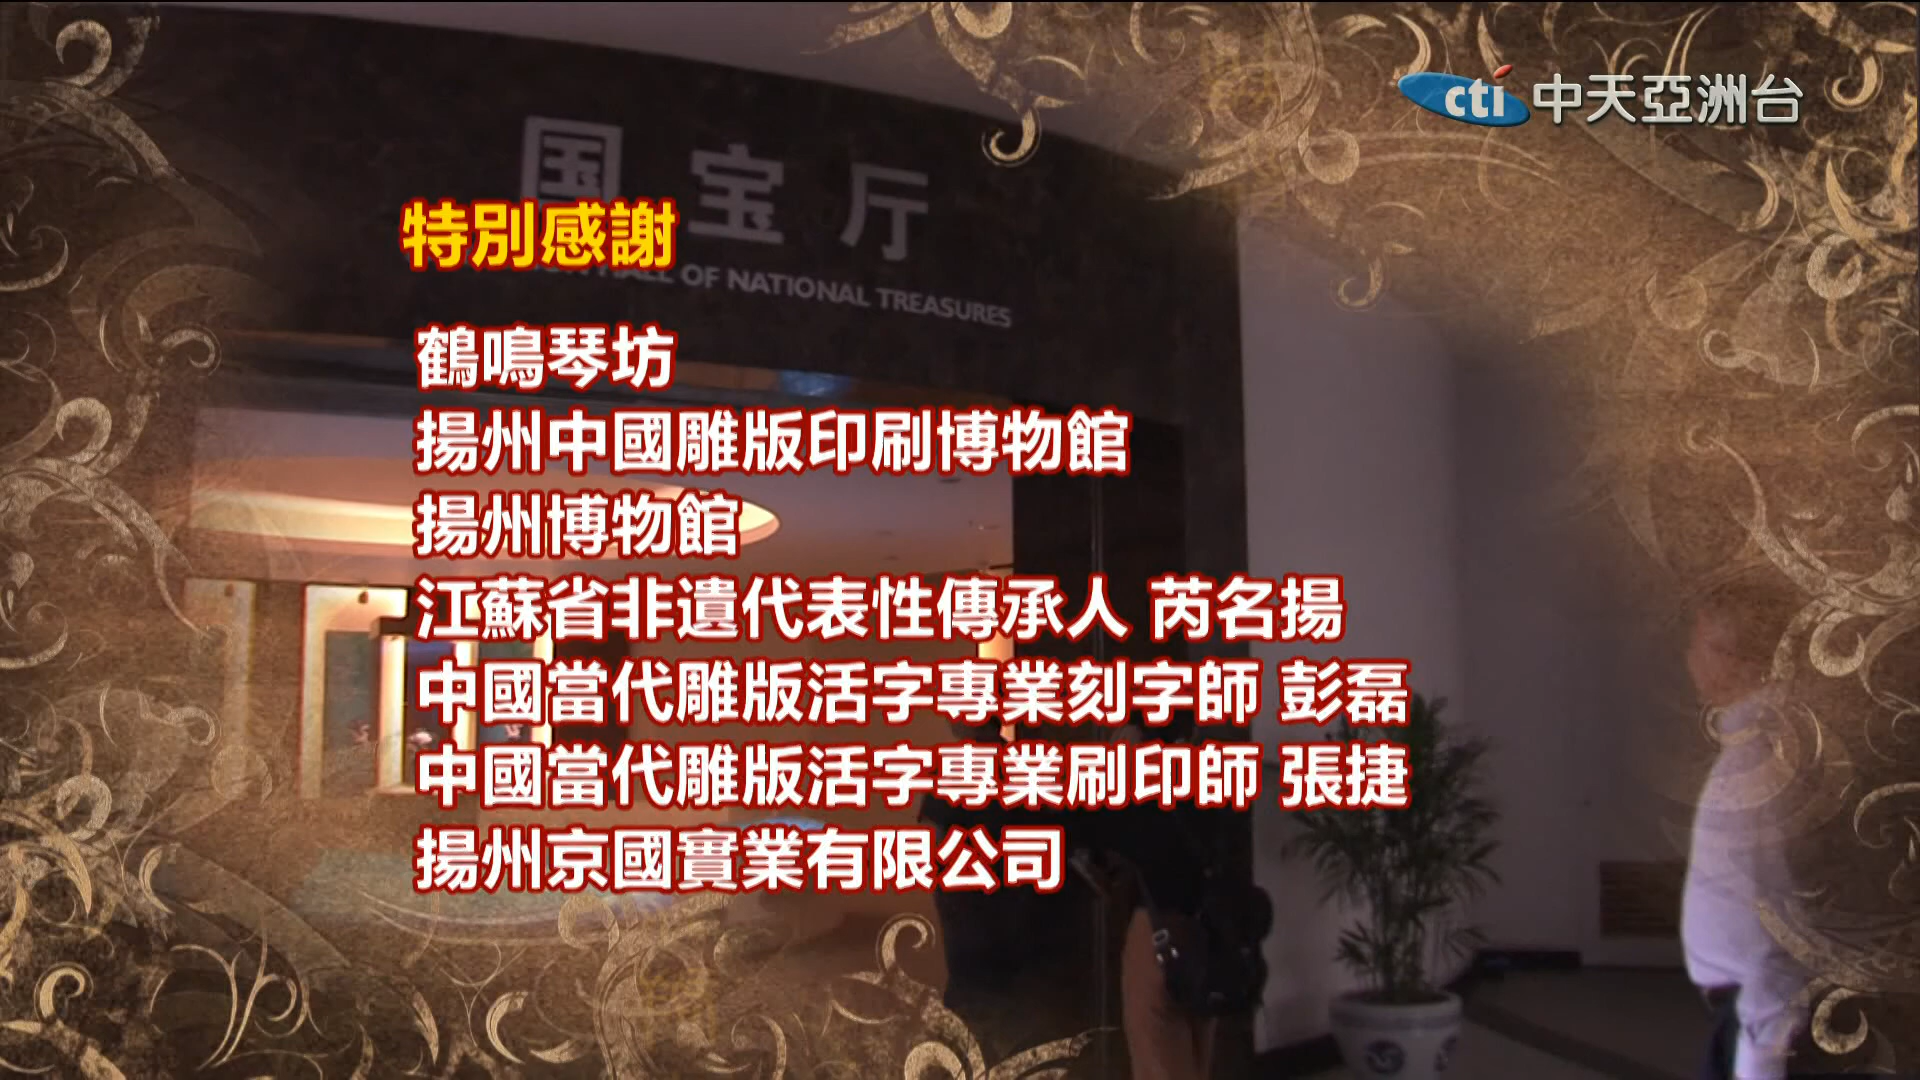 cti 中天亞洲台
国宝厅
HALL OF NATIONAL TREASURES
特別感謝
鶴鳴琴坊
揚州中國雕版印刷博物館
揚州博物館
江蘇省非遺代表性傳承人 芮名揚
中國當代雕版活字專業刻字師 彭磊
中國當代雕版活字專業刷印師 張捷
揚州京國實業有限公司